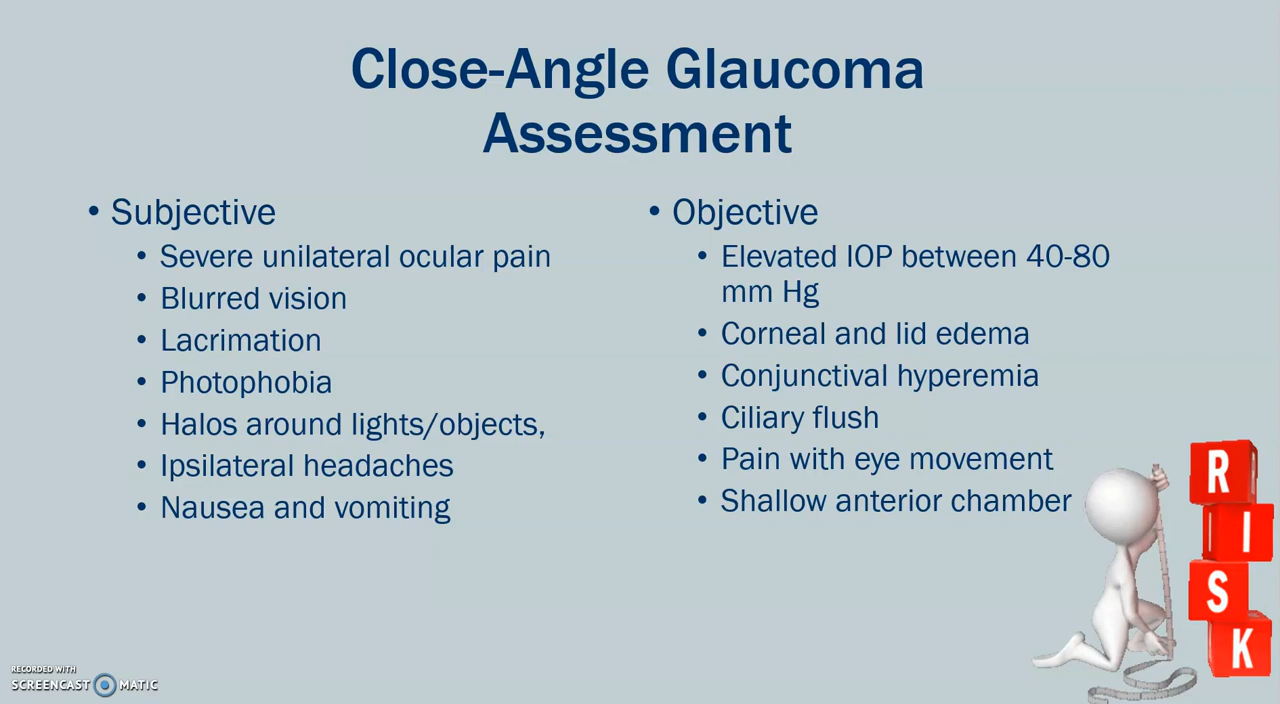 Close-Angle Glaucoma
Assessment
• Subjective
• Severe unilateral ocular pain
• Blurred vision
• Lacrimation
• Photophobia
• Halos around lights/objects,
• Ipsilateral headaches
• Nausea and vomiting
• Objective
• Elevated IOP between 40-80
mm Hg
• Corneal and lid edema
• Conjunctival hyperemia
• Ciliary flush
• Pain with eye movement
• Shallow anterior chamber
R
I
S
K
RECORDED WITH
SCREENCAST MATIC